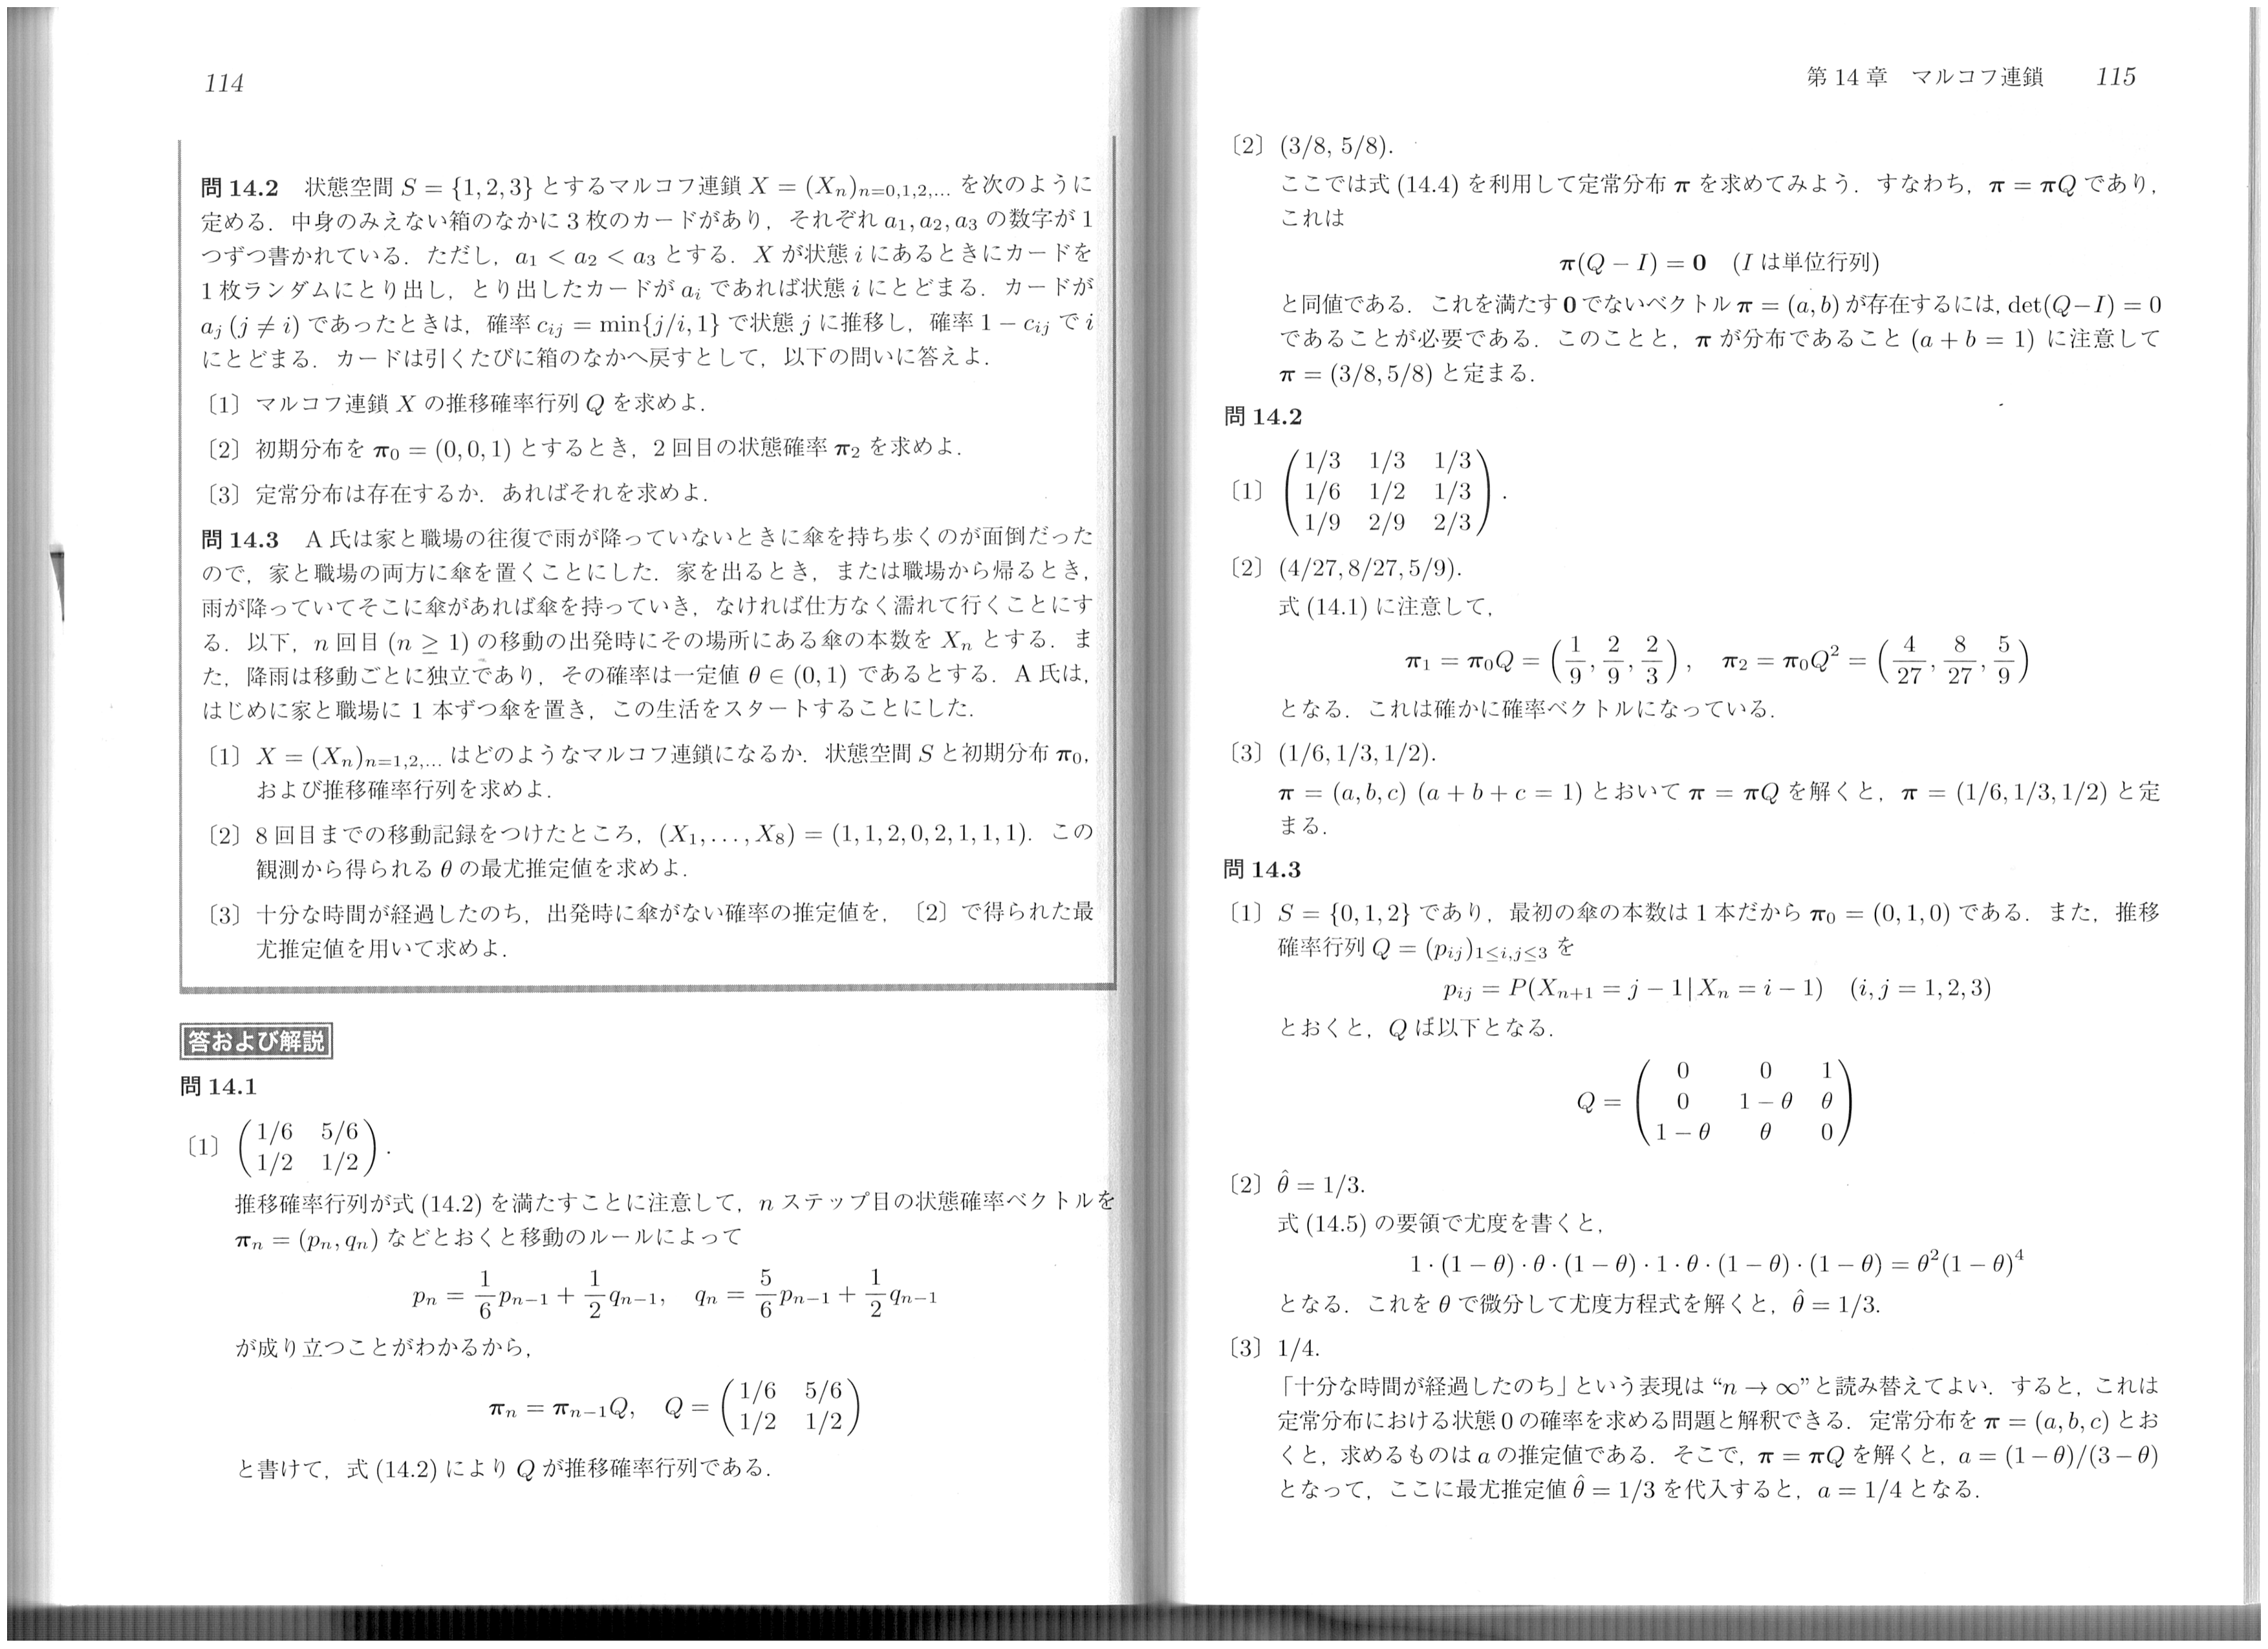 114
問 14.2 状態空間 S = {1, 2, 3} とするマルコフ連鎖 X = (Xₙ)ₙ₌₀,₁,₂,... を次のように
定める．中身のみえない箱のなかに 3 枚のカードがあり，それぞれ a₁, a₂, a₃ の数字が 1
つずつ書かれている．ただし，a₁ < a₂ < a₃ とする．X が状態 i にあるときにカードを
1 枚ランダムにとり出し，とり出したカードが aᵢ であれば状態 i にとどまる．カードが
aⱼ (j ≠ i) であったときは，確率 cᵢⱼ = min{j/i, 1} で状態 j に推移し，確率 1 − cᵢⱼ で i
にとどまる．カードは引くたびに箱のなかへ戻すとして，以下の問いに答えよ．
〔1〕マルコフ連鎖 X の推移確率行列 Q を求めよ．
〔2〕初期分布を π₀ = (0, 0, 1) とするとき，2 回目の状態確率 π₂ を求めよ．
〔3〕定常分布は存在するか．あればそれを求めよ．
問 14.3 A 氏は家と職場の往復で雨が降っていないときに傘を持ち歩くのが面倒だった
ので，家と職場の両方に傘を置くことにした．家を出るとき，または職場から帰るとき，
雨が降っていてそこに傘があれば傘を持っていき，なければ仕方なく濡れて行くことにす
る．以下，n 回目 (n ≥ 1) の移動の出発時にその場所にある傘の本数を Xₙ とする．ま
た，降雨は移動ごとに独立であり，その確率は一定値 θ ∈ (0, 1) であるとする．A 氏は，
はじめに家と職場に 1 本ずつ傘を置き，この生活をスタートすることにした．
〔1〕X = (Xₙ)ₙ₌₁,₂,... はどのようなマルコフ連鎖になるか．状態空間 S と初期分布 π₀，
および推移確率行列を求めよ．
〔2〕8 回目までの移動記録をつけたところ，(X₁, . . . , X₈) = (1, 1, 2, 0, 2, 1, 1, 1)．この
観測から得られる θ の最尤推定値を求めよ．
〔3〕十分な時間が経過したのち，出発時に傘がない確率の推定値を，〔2〕で得られた最
尤推定値を用いて求めよ．
答および解説
問 14.1
〔1〕 ( 1/6 5/6
1/2 1/2 ) ．
推移確率行列が式 (14.2) を満たすことに注意して，n ステップ目の状態確率ベクトルを
πₙ = (pₙ, qₙ) などとおくと移動のルールによって
pₙ = 1/6 pₙ₋₁ + 1/2 qₙ₋₁, qₙ = 5/6 pₙ₋₁ + 1/2 qₙ₋₁
が成り立つことがわかるから，
πₙ = πₙ₋₁Q, Q = ( 1/6 5/6
1/2 1/2 )
と書けて，式 (14.2) により Q が推移確率行列である．
第 14 章 マルコフ連鎖 115
〔2〕(3/8, 5/8)．
ここでは式 (14.4) を利用して定常分布 π を求めてみよう．すなわち，π = πQ であり，
これは
π(Q − I) = 0 (I は単位行列)
と同値である．これを満たす 0 でないベクトル π = (a, b) が存在するには，det(Q−I) = 0
であることが必要である．このことと，π が分布であること (a + b = 1) に注意して
π = (3/8, 5/8) と定まる．
問 14.2
〔1〕 ( 1/3 1/3 1/3
1/6 1/2 1/3
1/9 2/9 2/3 ) ．
〔2〕(4/27, 8/27, 5/9)．
式 (14.1) に注意して，
π₁ = π₀Q = (1/9, 2/9, 2/3), π₂ = π₀Q² = (4/27, 8/27, 5/9)
となる．これは確かに確率ベクトルになっている．
〔3〕(1/6, 1/3, 1/2)．
π = (a, b, c) (a + b + c = 1) とおいて π = πQ を解くと，π = (1/6, 1/3, 1/2) と定
まる．
問 14.3
〔1〕S = {0, 1, 2} であり，最初の傘の本数は 1 本だから π₀ = (0, 1, 0) である．また，推移
確率行列 Q = (pᵢⱼ)₁≤ᵢ,ⱼ≤₃ を
pᵢⱼ = P(Xₙ₊₁ = j − 1 | Xₙ = i − 1) (i, j = 1, 2, 3)
とおくと，Q は以下となる．
Q = ( 0 0 1
0 1 − θ θ
1 − θ θ 0 )
〔2〕θ̂ = 1/3.
式 (14.5) の要領で尤度を書くと，
1 · (1 − θ) · θ · (1 − θ) · 1 · θ · (1 − θ) · (1 − θ) = θ²(1 − θ)⁴
となる．これを θ で微分して尤度方程式を解くと，θ̂ = 1/3.
〔3〕1/4.
「十分な時間が経過したのち」という表現は “n → ∞” と読み替えてよい．すると，これは
定常分布における状態 0 の確率を求める問題と解釈できる．定常分布を π = (a, b, c) とお
くと，求めるものは a の推定値である．そこで，π = πQ を解くと，a = (1−θ)/(3−θ)
となって，ここに最尤推定値 θ̂ = 1/3 を代入すると，a = 1/4 となる．